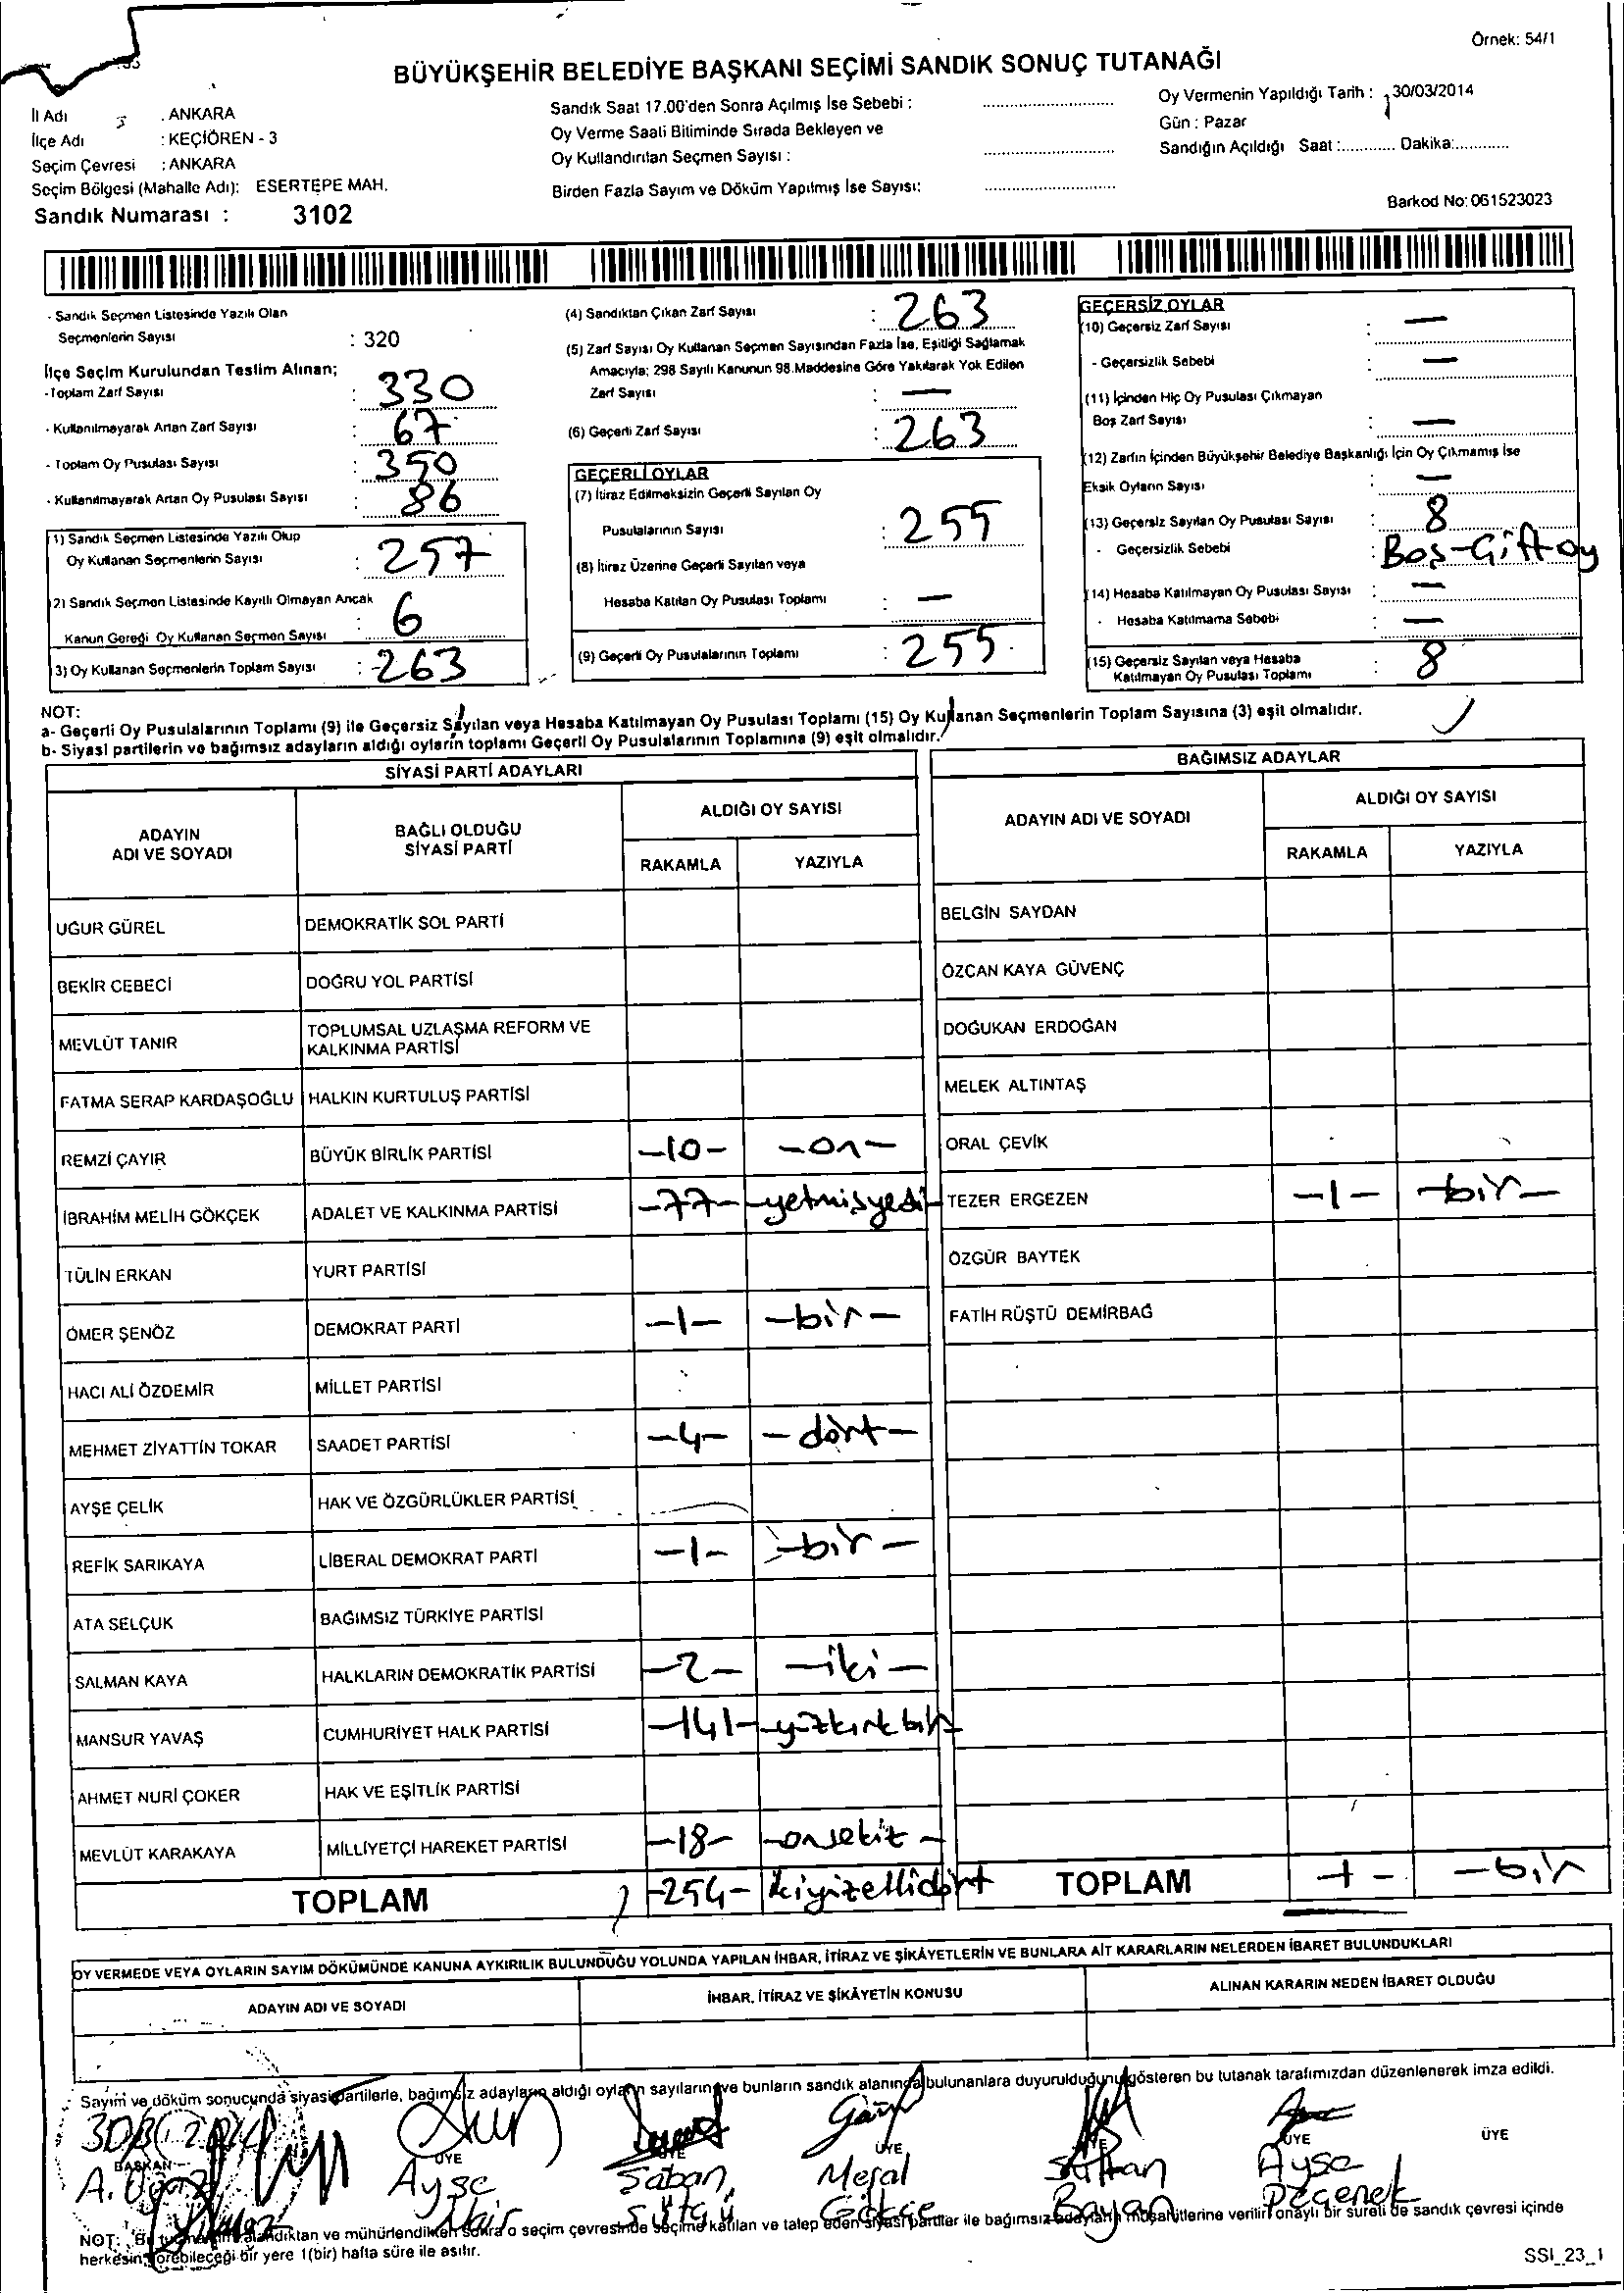 Örnek: 54/1
BÜYÜKŞEHİR BELEDİYE BAŞKANI SEÇİMİ SANDIK SONUÇ TUTANAĞI
İl Adı : ANKARA
İlçe Adı : KEÇİÖREN - 3
Seçim Çevresi : ANKARA
Seçim Bölgesi (Mahalle Adı): ESERTEPE MAH.
Sandık Numarası : 3102
Sandık Saat 17.00'den Sonra Açılmış İse Sebebi :
Oy Verme Saati Bitiminde Sırada Bekleyen ve
Oy Kullandırılan Seçmen Sayısı :
Birden Fazla Sayım ve Döküm Yapılmış İse Sayısı:
Oy Vermenin Yapıldığı Tarih : 30/03/2014
Gün : Pazar
Sandığın Açıldığı Saat :............ Dakika:............
Barkod No: 061523023
- Sandık Seçmen Listesinde Yazılı Olan
Seçmenlerin Sayısı : 320
İlçe Seçim Kurulundan Teslim Alınan;
-Toplam Zarf Sayısı : 330
- Kullanılmayarak Artan Zarf Sayısı : 67
- Toplam Oy Pusulası Sayısı : 350
- Kullanılmayarak Artan Oy Pusulası Sayısı : 86
(1) Sandık Seçmen Listesinde Yazılı Olup
Oy Kullanan Seçmenlerin Sayısı : 257
(2) Sandık Seçmen Listesinde Kayıtlı Olmayan Ancak
Kanun Gereği Oy Kullanan Seçmen Sayısı : 6
(3) Oy Kullanan Seçmenlerin Toplam Sayısı : 263
(4) Sandıktan Çıkan Zarf Sayısı : 263
(5) Zarf Sayısı Oy Kullanan Seçmen Sayısından Fazla İse, Eşitliği Sağlamak
Amacıyla; 298 Sayılı Kanunun 98.Maddesine Göre Yakılarak Yok Edilen
Zarf Sayısı : —
(6) Geçerli Zarf Sayısı : 263
GEÇERLİ OYLAR
(7) İtiraz Edilmeksizin Geçerli Sayılan Oy
Pusulalarının Sayısı : 255
(8) İtiraz Üzerine Geçerli Sayılan veya
Hesaba Katılan Oy Pusulası Toplamı : —
(9) Geçerli Oy Pusulalarının Toplamı : 255
GEÇERSİZ OYLAR
(10) Geçersiz Zarf Sayısı : —
- Geçersizlik Sebebi : —
(11) İçinden Hiç Oy Pusulası Çıkmayan
Boş Zarf Sayısı : —
(12) Zarfın İçinden Büyükşehir Belediye Başkanlığı İçin Oy Çıkmamış İse
Eksik Oyların Sayısı : —
(13) Geçersiz Sayılan Oy Pusulası Sayısı : 8
- Geçersizlik Sebebi : Boş-Çift oy
(14) Hesaba Katılmayan Oy Pusulası Sayısı : —
- Hesaba Katılmama Sebebi : —
(15) Geçersiz Sayılan veya Hesaba
Katılmayan Oy Pusulası Toplamı : 8
NOT:
a- Geçerli Oy Pusulalarının Toplamı (9) ile Geçersiz Sayılan veya Hesaba Katılmayan Oy Pusulası Toplamı (15) Oy Kullanan Seçmenlerin Toplam Sayısına (3) eşit olmalıdır.
b- Siyasi partilerin ve bağımsız adayların aldığı oyların toplamı Geçerli Oy Pusulalarının Toplamına (9) eşit olmalıdır.
SİYASİ PARTİ ADAYLARI
ADAYIN ADI VE SOYADI
BAĞLI OLDUĞU SİYASİ PARTİ
ALDIĞI OY SAYISI
RAKAMLA YAZIYLA
UĞUR GÜREL DEMOKRATİK SOL PARTİ
BEKİR CEBECİ DOĞRU YOL PARTİSİ
MEVLÜT TANIR TOPLUMSAL UZLAŞMA REFORM VE KALKINMA PARTİSİ
FATMA SERAP KARDAŞOĞLU HALKIN KURTULUŞ PARTİSİ
REMZİ ÇAYIR BÜYÜK BİRLİK PARTİSİ -10- -on-
İBRAHİM MELİH GÖKÇEK ADALET VE KALKINMA PARTİSİ -77- -yetmişyedi-
TÜLİN ERKAN YURT PARTİSİ
ÖMER ŞENÖZ DEMOKRAT PARTİ -1- -bir-
HACI ALİ ÖZDEMİR MİLLET PARTİSİ
MEHMET ZİYATTİN TOKAR SAADET PARTİSİ -4- -dört-
AYŞE ÇELİK HAK VE ÖZGÜRLÜKLER PARTİSİ
REFİK SARIKAYA LİBERAL DEMOKRAT PARTİ -1- -bir-
ATA SELÇUK BAĞIMSIZ TÜRKİYE PARTİSİ
SALMAN KAYA HALKLARIN DEMOKRATİK PARTİSİ -2- -iki-
MANSUR YAVAŞ CUMHURİYET HALK PARTİSİ -141- -yüzkırkbir-
AHMET NURİ ÇOKER HAK VE EŞİTLİK PARTİSİ
MEVLÜT KARAKAYA MİLLİYETÇİ HAREKET PARTİSİ -18- -onsekiz-
TOPLAM -254- ikiyüzellidört
BAĞIMSIZ ADAYLAR
ADAYIN ADI VE SOYADI
ALDIĞI OY SAYISI
RAKAMLA YAZIYLA
BELGİN SAYDAN
ÖZCAN KAYA GÜVENÇ
DOĞUKAN ERDOĞAN
MELEK ALTINTAŞ
ORAL ÇEVİK
TEZER ERGEZEN -1- -bir-
ÖZGÜR BAYTEK
FATİH RÜŞTÜ DEMİRBAĞ
TOPLAM -1- -bir
OY VERMEDE VEYA OYLARIN SAYIM DÖKÜMÜNDE KANUNA AYKIRILIK BULUNDUĞU YOLUNDA YAPILAN İHBAR, İTİRAZ VE ŞİKÂYETLERİN VE BUNLARA AİT KARARLARIN NELERDEN İBARET BULUNDUKLARI
ADAYIN ADI VE SOYADI İHBAR, İTİRAZ VE ŞİKÂYETİN KONUSU ALINAN KARARIN NEDEN İBARET OLDUĞU
Sayım ve döküm sonucunda siyasi partilerle, bağımsız adayların aldığı oyların sayılarını ve bunların sandık alanında bulunanlara duyurulduğunu gösteren bu tutanak tarafımızdan düzenlenerek imza edildi.
BAŞKAN ÜYE ÜYE ÜYE ÜYE ÜYE ÜYE
Ayşe Şaban Meral Ayşe
Sütçü Gökçe Bayan
NOT: Bu tutanak imzalandıktan ve mühürlendikten sonra o seçim çevresinde seçime katılan ve talep eden siyasi partiler ile bağımsız adayların müşahitlerine verilir onaylı bir sureti de sandık çevresi içinde
herkesin görebileceği bir yere 1(bir) hafta süre ile asılır.
SSI_23_1